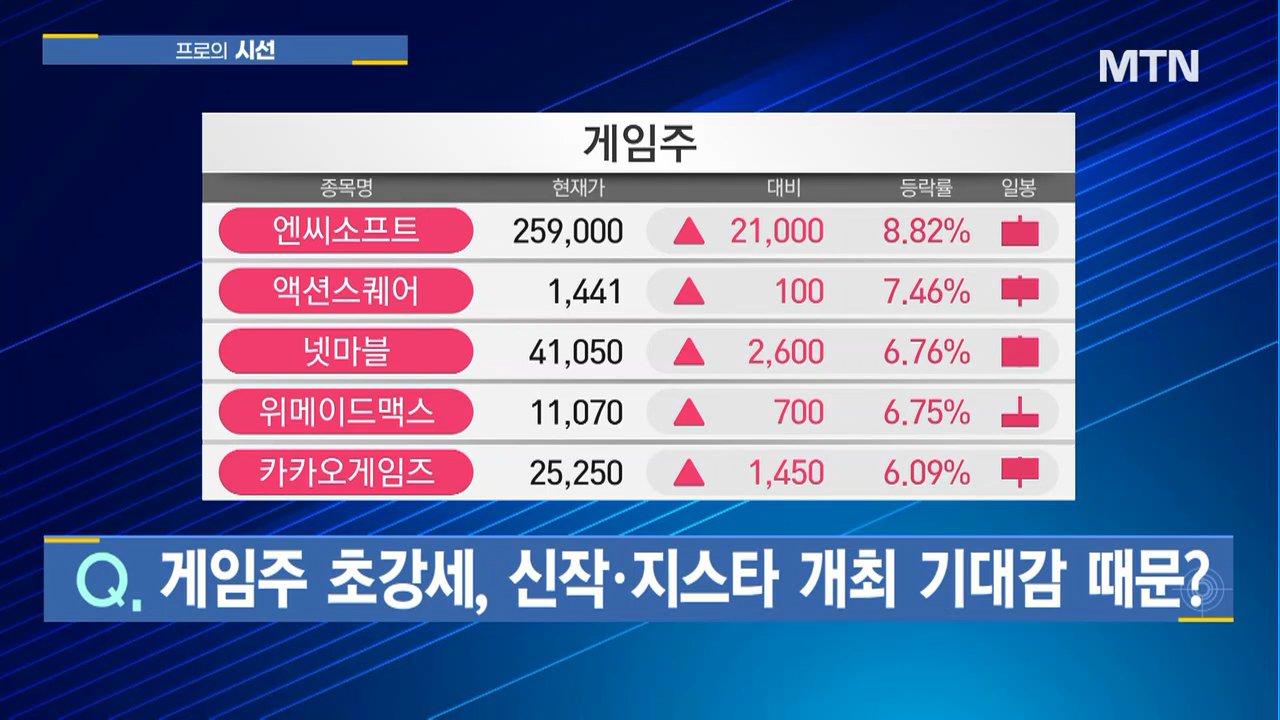 프로의 시선
MTN
게임주
종목명 현재가 대비 등락률 일봉
엔씨소프트 259,000 ▲ 21,000 8.82%
액션스퀘어 1,441 ▲ 100 7.46%
넷마블 41,050 ▲ 2,600 6.76%
위메이드맥스 11,070 ▲ 700 6.75%
카카오게임즈 25,250 ▲ 1,450 6.09%
Q. 게임주 초강세, 신작·지스타 개최 기대감 때문?